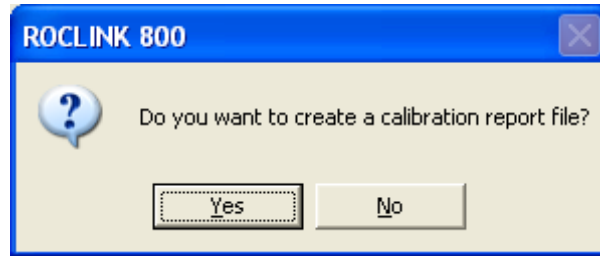 ROCLINK 800
Do you want to create a calibration report file?
Yes
No